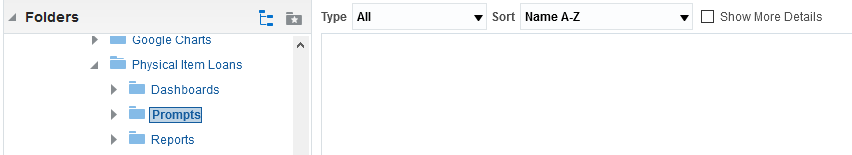 Folders
Type All Sort Name A-Z Show More Details
Google Charts
Physical Item Loans
Dashboards
Prompts
Reports